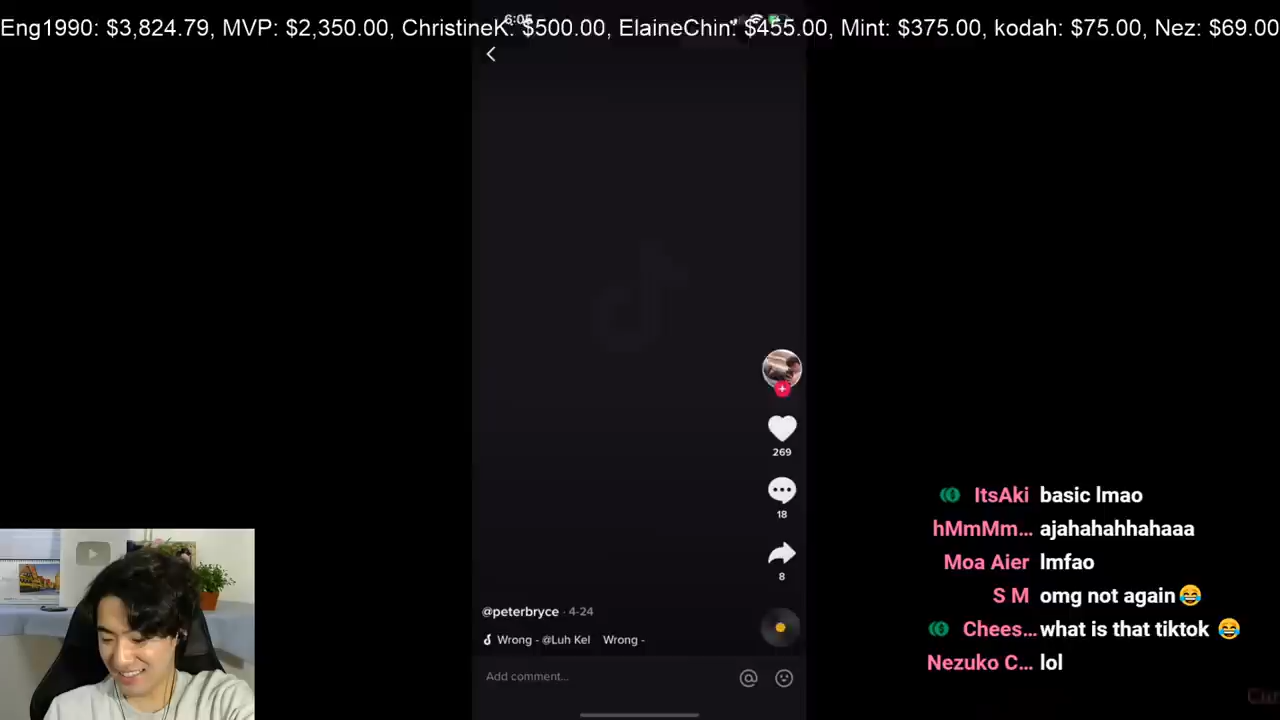 Eng1990: $3,824.79, MVP: $2,350.00, ChristineK: $500.00, ElaineChin: $455.00, Mint: $375.00, kodah: $75.00, Nez: $69.00
6:05
269
18
8
@peterbryce · 4-24
Wrong - @Luh Kel Wrong -
Add comment...
ItsAki basic lmao
hMmMm... ajahahahhahaaa
Moa Aier lmfao
S M omg not again😂
Chees... what is that tiktok 😂
Nezuko C... lol